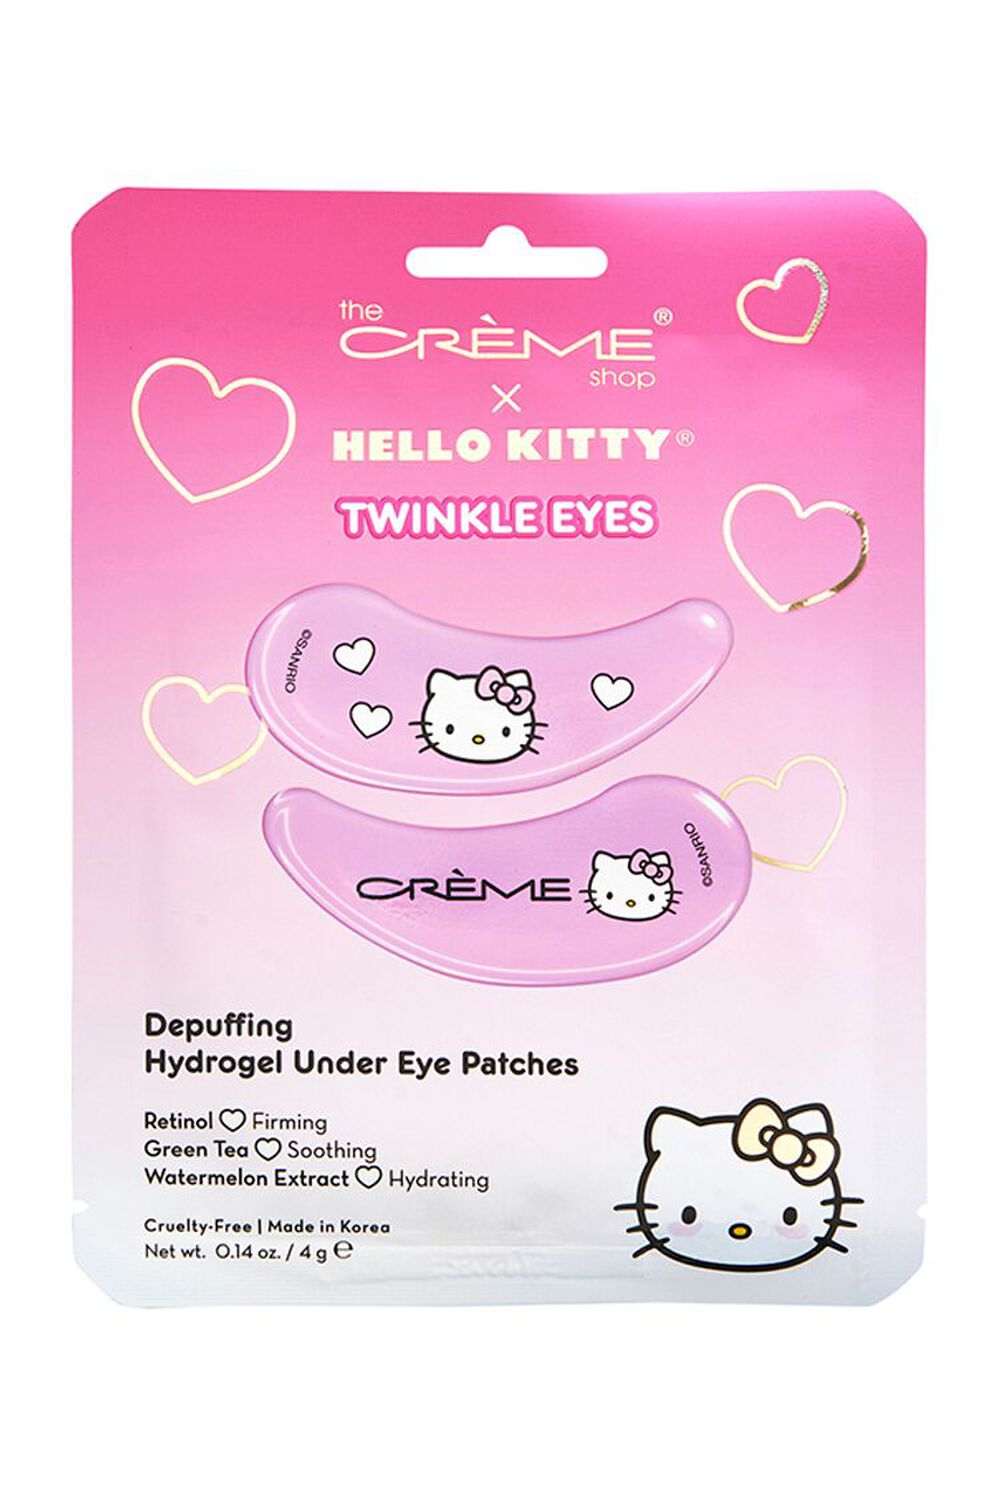 the
CRÈME®
shop
X
HELLO KITTY®
TWINKLE EYES
©SANRIO
CRÈME
©SANRIO
Depuffing
Hydrogel Under Eye Patches
Retinol ♡ Firming
Green Tea ♡ Soothing
Watermelon Extract ♡ Hydrating
Cruelty-Free | Made in Korea
Net wt. 0.14 oz. / 4 g ℮